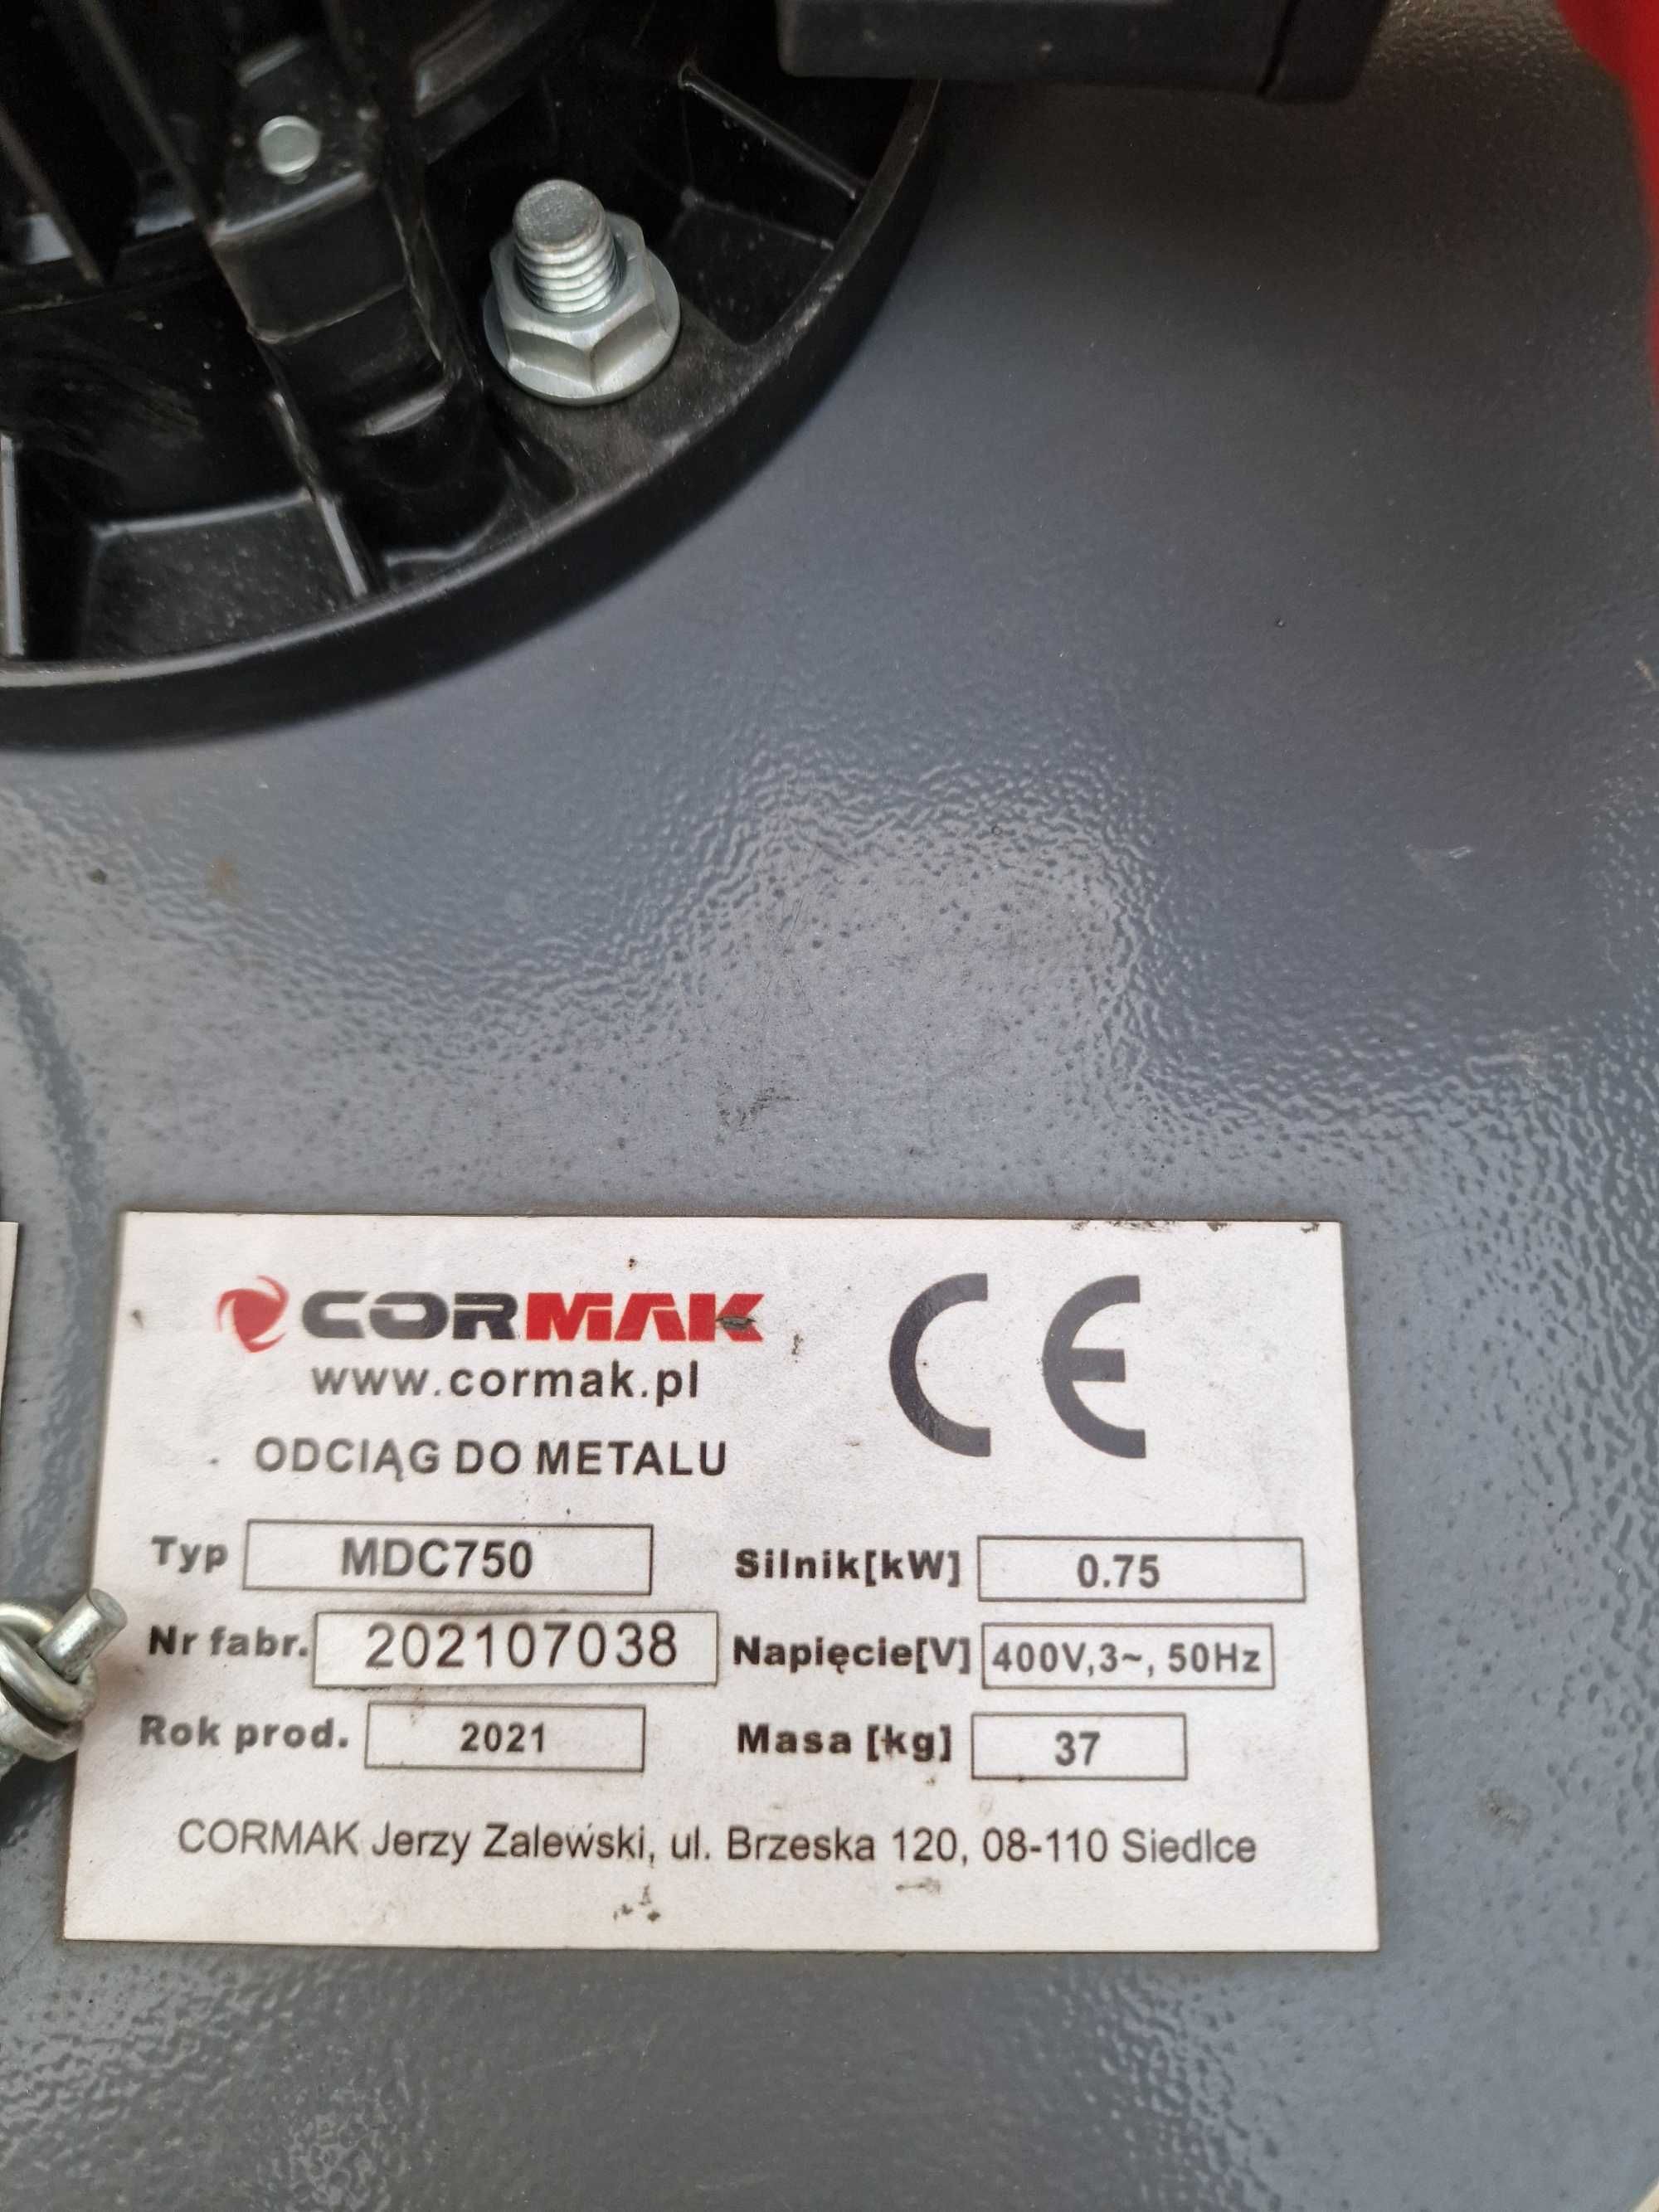 CORMAK
www.cormak.pl
CE
ODCIĄG DO METALU
Typ MDC750
Silnik[kW] 0.75
Nr fabr. 202107038
Napięcie[V] 400V,3~, 50Hz
Rok prod. 2021
Masa [kg] 37
CORMAK Jerzy Zalewski, ul. Brzeska 120, 08-110 Siedlce